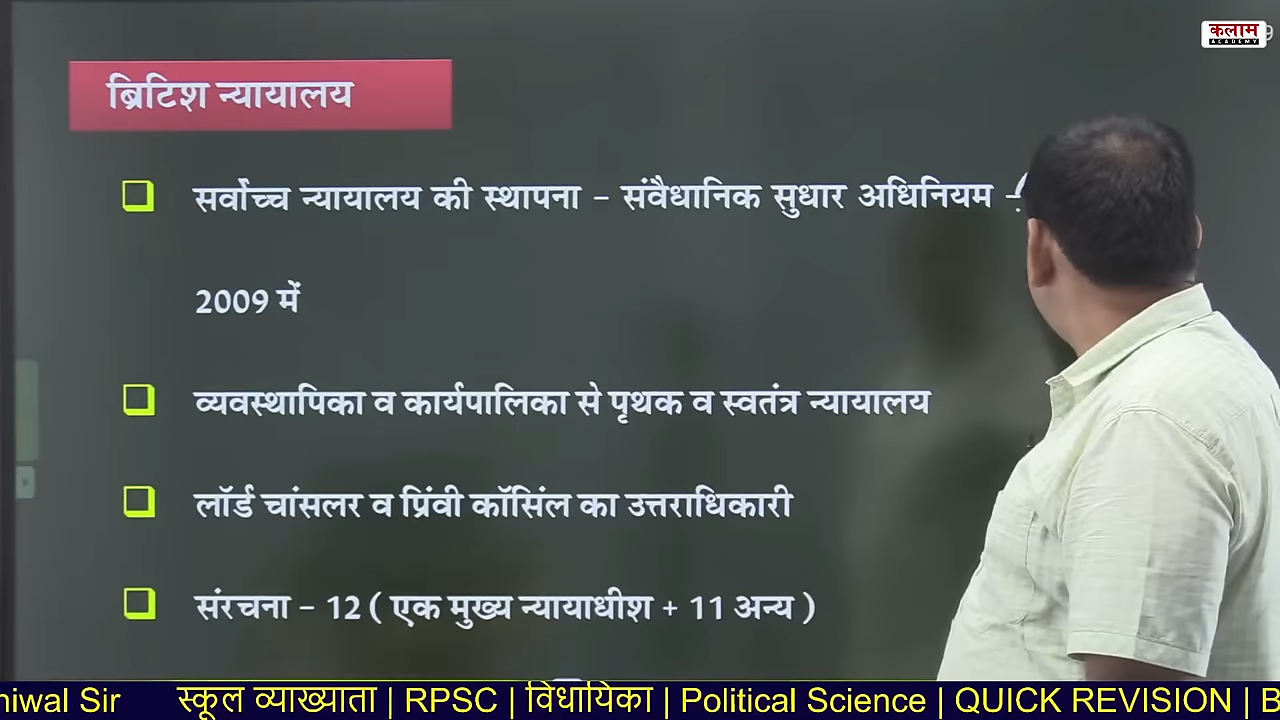 कलाम
ACADEMY
ब्रिटिश न्यायालय
सर्वोच्च न्यायालय की स्थापना – संवैधानिक सुधार अधिनियम –
2009 में
व्यवस्थापिका व कार्यपालिका से पृथक व स्वतंत्र न्यायालय
लॉर्ड चांसलर व प्रिंवी कॉसिंल का उत्तराधिकारी
संरचना – 12 ( एक मुख्य न्यायाधीश + 11 अन्य )
niwal Sir स्कूल व्याख्याता | RPSC | विधायिका | Political Science | QUICK REVISION | B